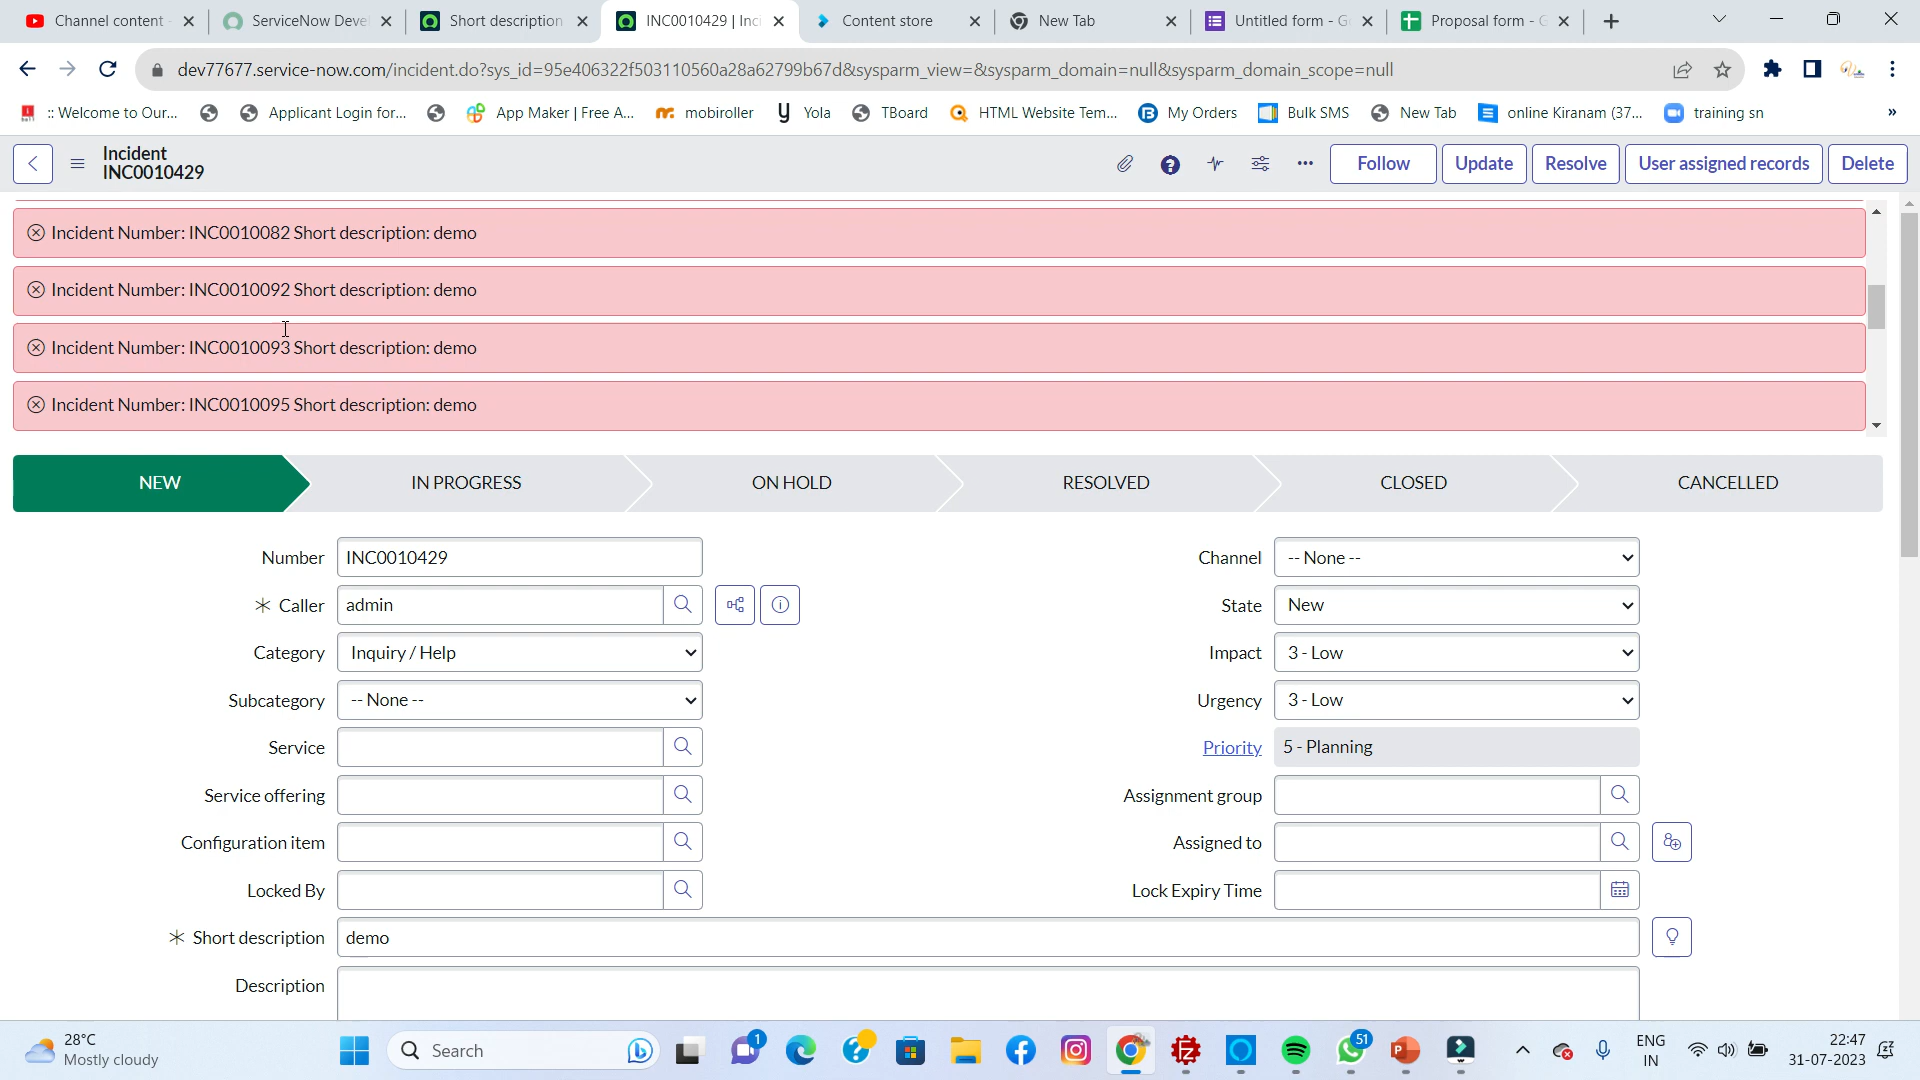 Channel content
ServiceNow Deve
Short description
INC0010429 | Inc
Content store
New Tab
Untitled form - G
Proposal form - G
dev77677.service-now.com/incident.do?sys_id=95e406322f503110560a28a62799b67d&sysparm_view=&sysparm_domain=null&sysparm_domain_scope=null
:: Welcome to Our...
Applicant Login for...
App Maker | Free A...
mobiroller
Yola
TBoard
HTML Website Tem...
My Orders
Bulk SMS
New Tab
online Kiranam (37...
training sn
»
Incident
INC0010429
Follow
Update
Resolve
User assigned records
Delete
Incident Number: INC0010082 Short description: demo
Incident Number: INC0010092 Short description: demo
Incident Number: INC0010093 Short description: demo
Incident Number: INC0010095 Short description: demo
NEW
IN PROGRESS
ON HOLD
RESOLVED
CLOSED
CANCELLED
Number INC0010429
Channel -- None --
Caller admin
State New
Category Inquiry / Help
Impact 3 - Low
Subcategory -- None --
Urgency 3 - Low
Service
Priority 5 - Planning
Service offering
Assignment group
Configuration item
Assigned to
Locked By
Lock Expiry Time
Short description demo
Description
28°C
Mostly cloudy
Search
1
51
ENG
IN
22:47
31-07-2023